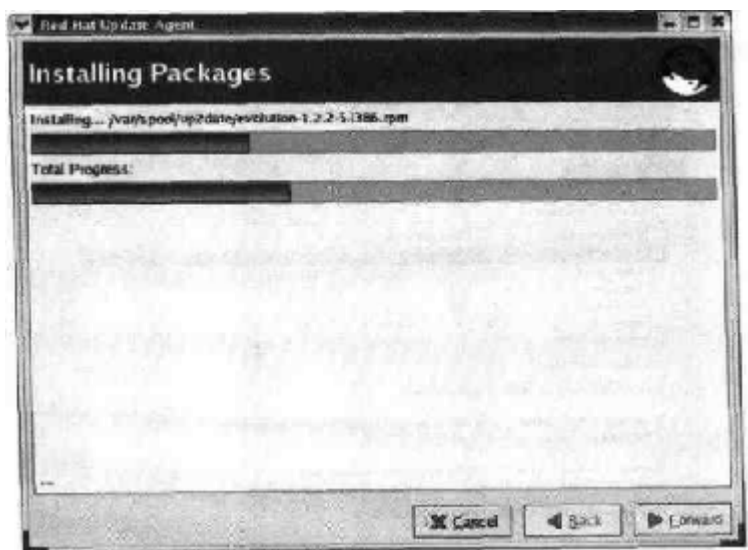 Red Hat Update Agent
Installing Packages
Installing... /var/spool/up2date/evolution-1.2.2-5.i386.rpm
Total Progress:
...
Cancel
Back
Forward